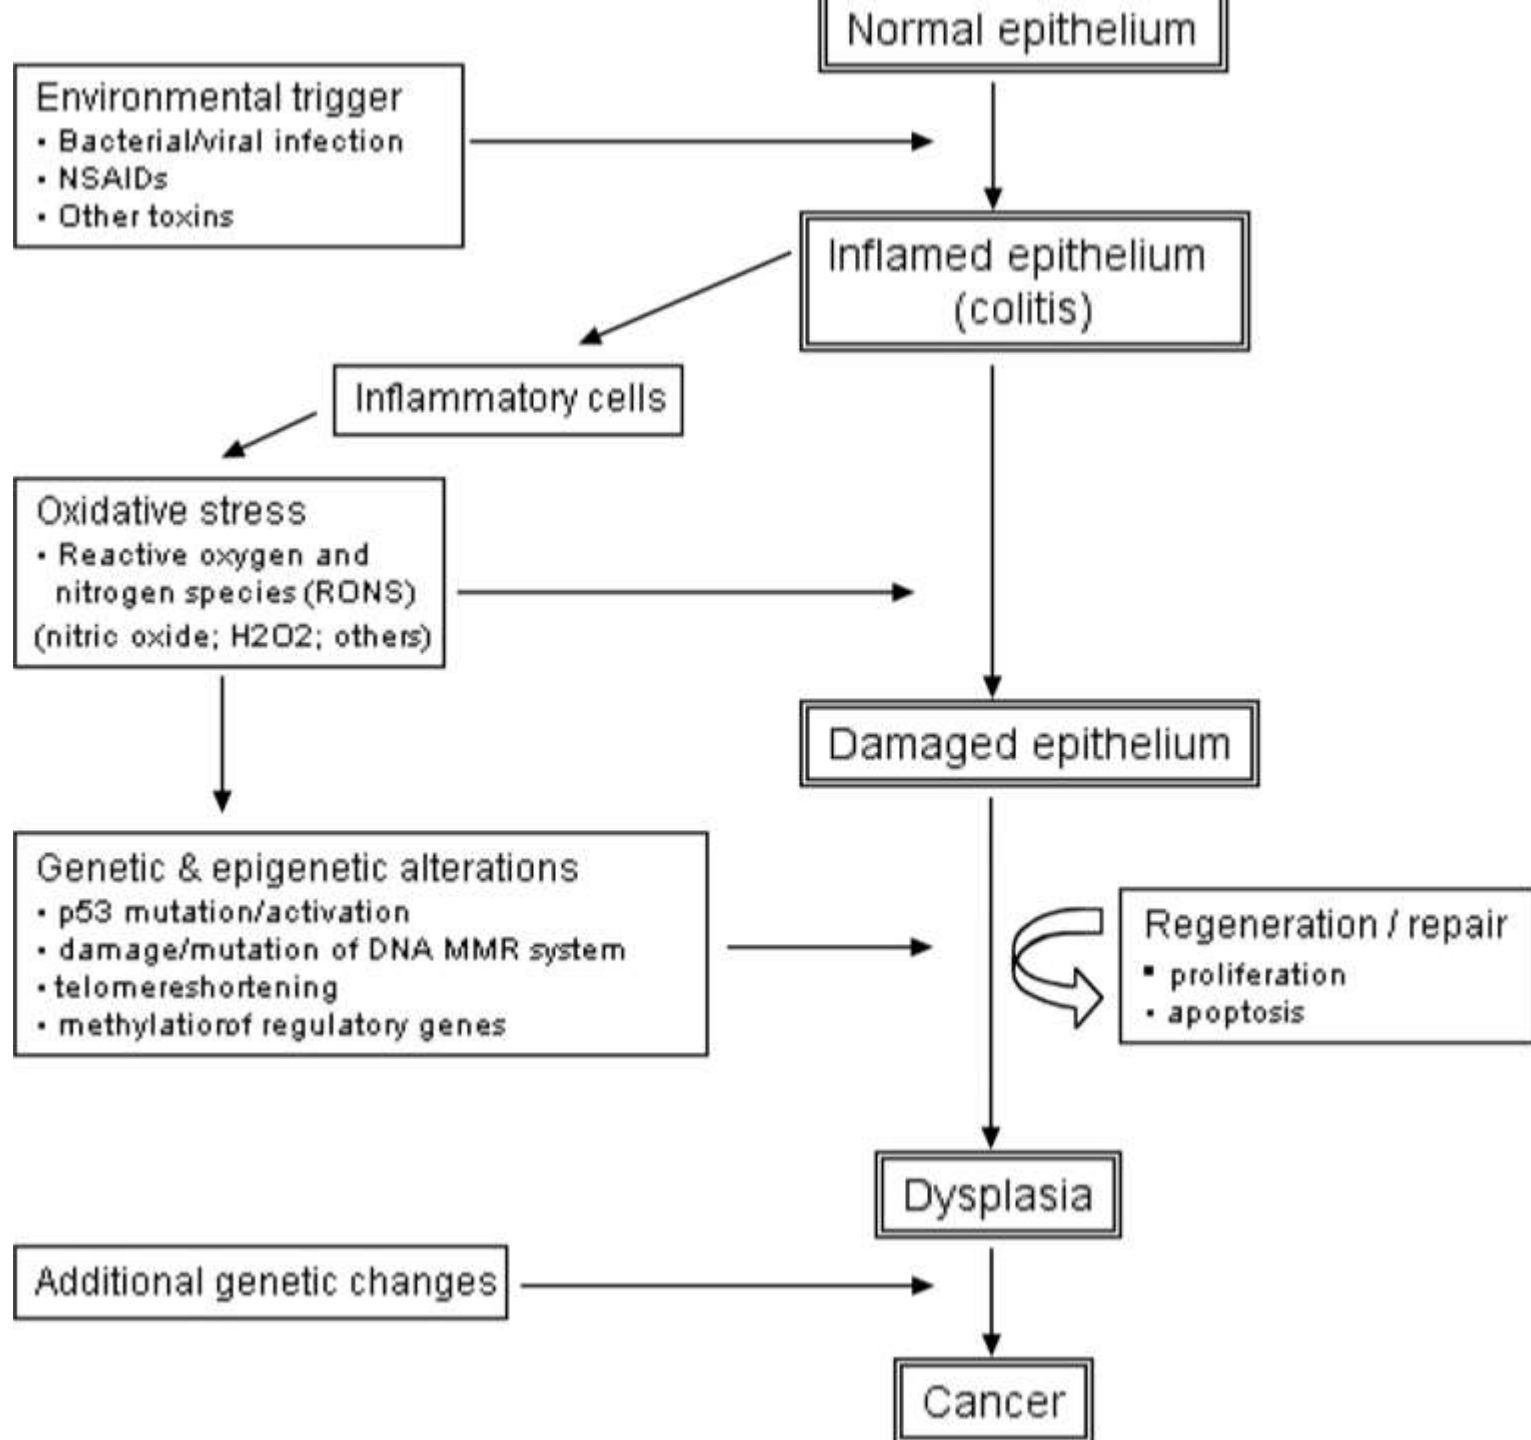 Normal epithelium
Environmental trigger
• Bacterial/viral infection
• NSAIDs
• Other toxins
Inflamed epithelium
(colitis)
Inflammatory cells
Oxidative stress
• Reactive oxygen and
nitrogen species (RONS)
(nitric oxide; H2O2; others)
Damaged epithelium
Genetic & epigenetic alterations
• p53 mutation/activation
• damage/mutation of DNA MMR system
• telomereshortening
• methylationof regulatory genes
Regeneration / repair
▪ proliferation
• apoptosis
Dysplasia
Additional genetic changes
Cancer